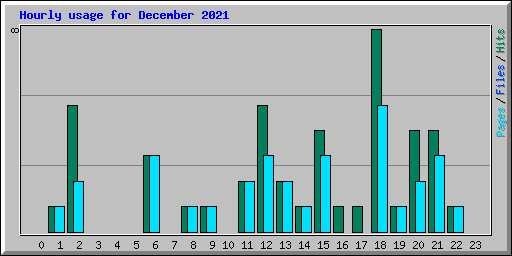 Hourly usage for December 2021
8
Pages/Files/Hits
0 1 2 3 4 5 6 7 8 9 10 11 12 13 14 15 16 17 18 19 20 21 22 23